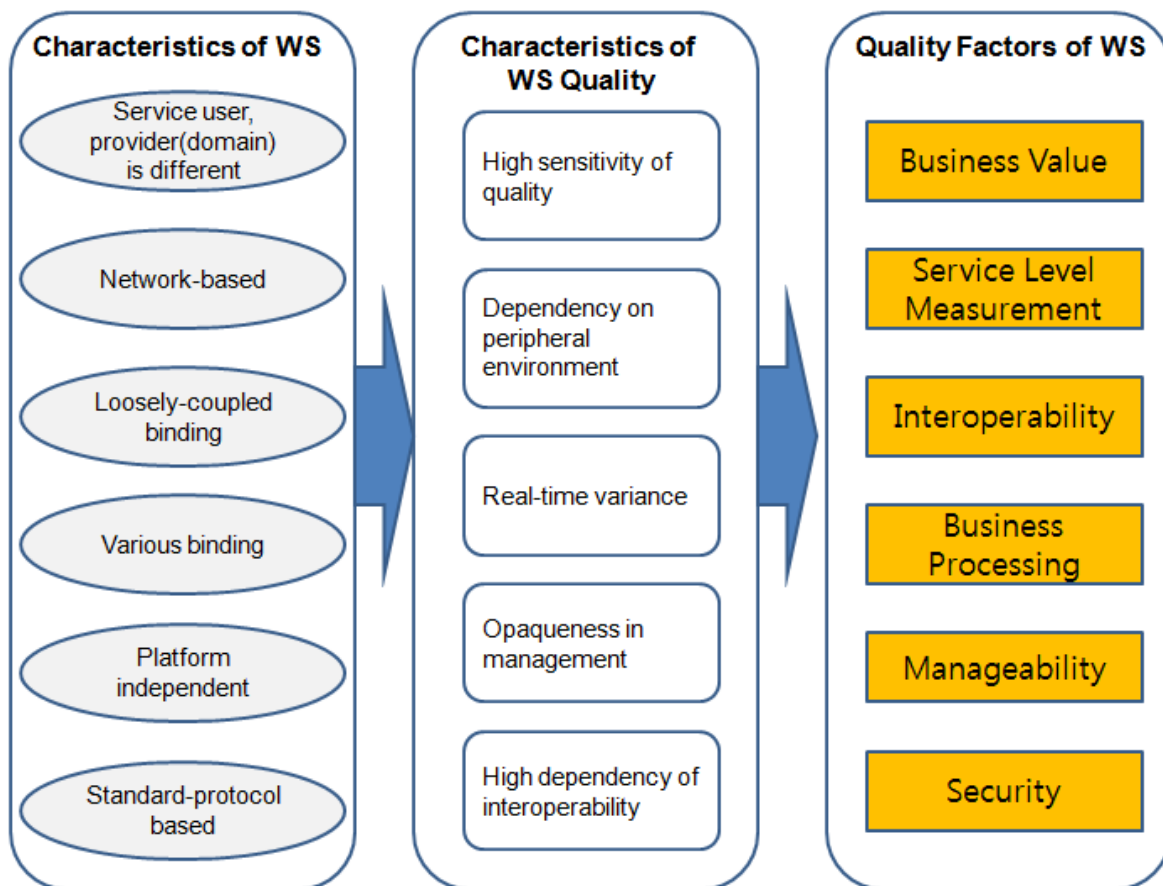 Characteristics of WS
Service user,
provider(domain)
is different
Network-based
Loosely-coupled
binding
Various binding
Platform
independent
Standard-protocol
based
Characteristics of
WS Quality
High sensitivity of
quality
Dependency on
peripheral
environment
Real-time variance
Opaqueness in
management
High dependency of
interoperability
Quality Factors of WS
Business Value
Service Level
Measurement
Interoperability
Business
Processing
Manageability
Security